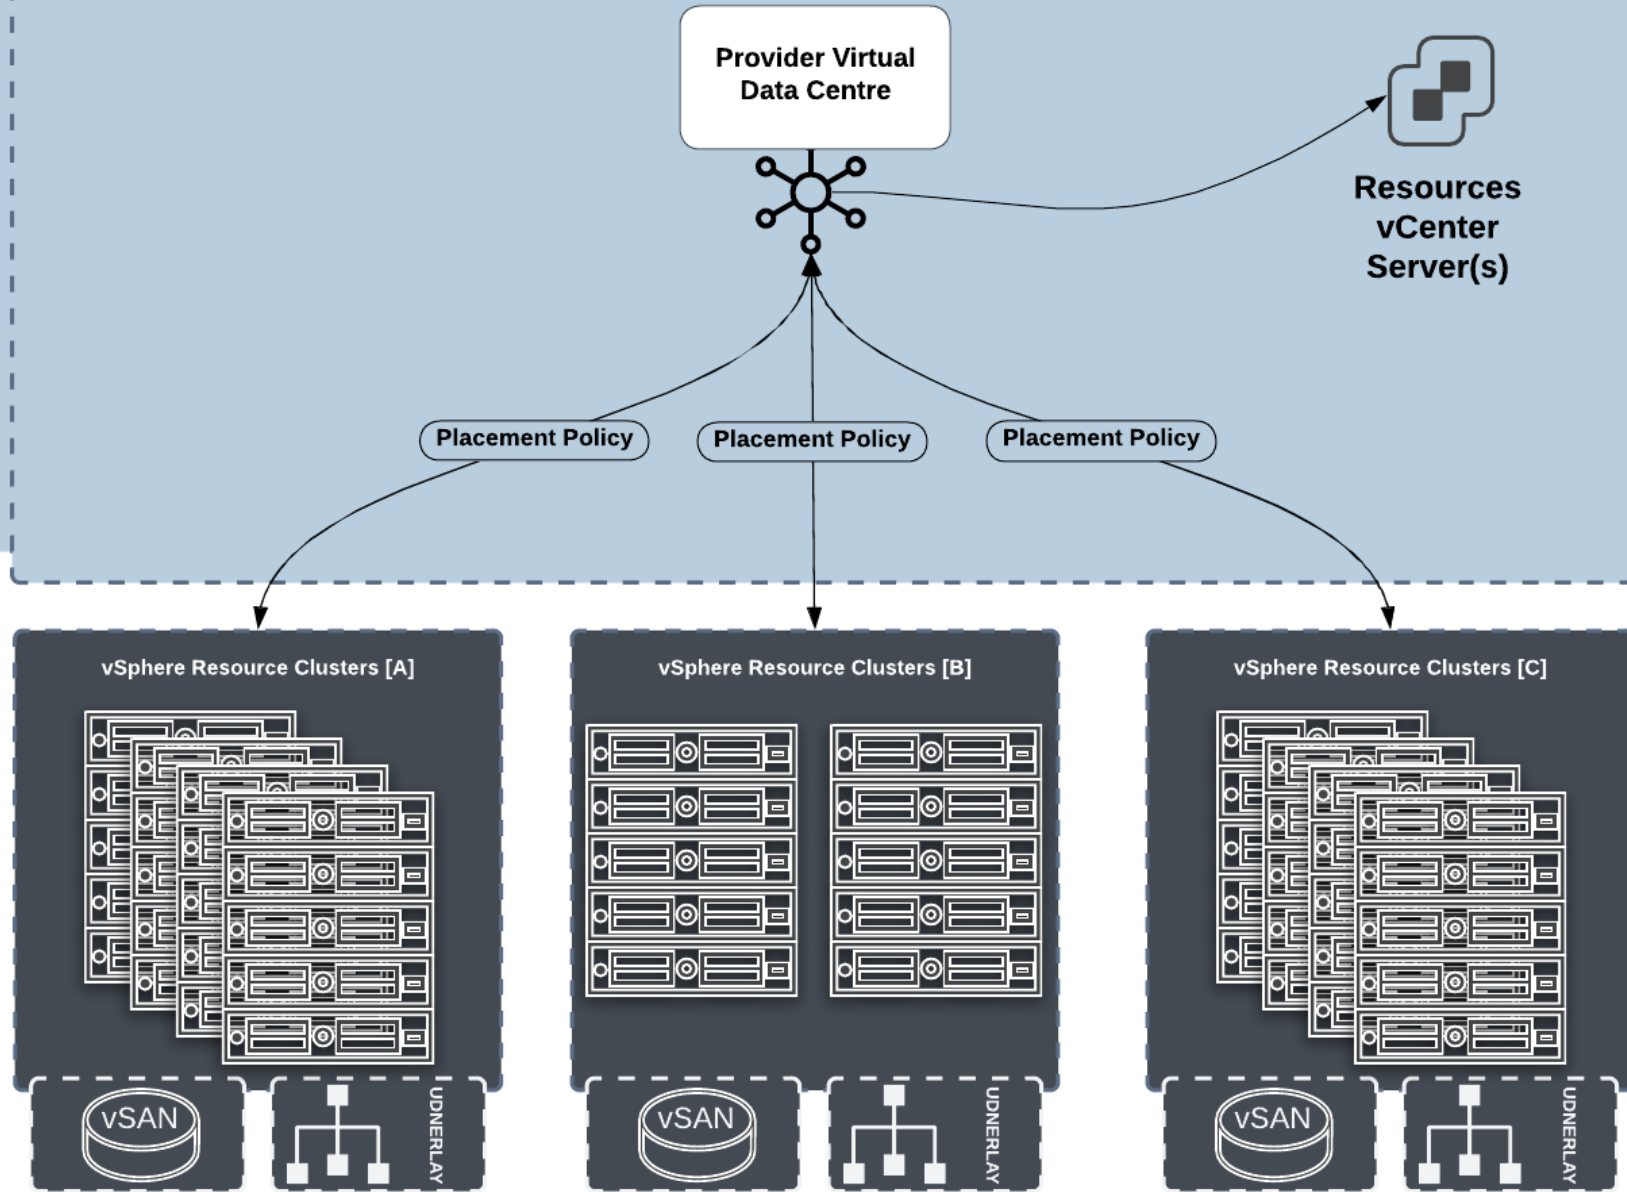 Provider Virtual
Data Centre
Resources
vCenter
Server(s)
Placement Policy
Placement Policy
Placement Policy
vSphere Resource Clusters [A]
vSphere Resource Clusters [B]
vSphere Resource Clusters [C]
vSAN
UDNERLAY
vSAN
UDNERLAY
vSAN
UDNERLAY